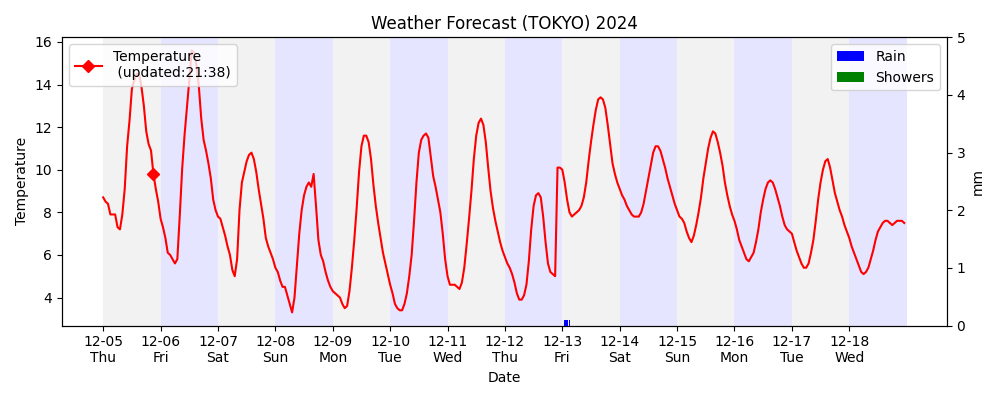 Weather Forecast (TOKYO) 2024
Temperature
(updated:21:38)
Rain
Showers
Temperature
16
14
12
10
8
6
4
5
4
3
2
1
0
mm
12-05 12-06 12-07 12-08 12-09 12-10 12-11 12-12 12-13 12-14 12-15 12-16 12-17 12-18
Thu Fri Sat Sun Mon Tue Wed Thu Fri Sat Sun Mon Tue Wed
Date